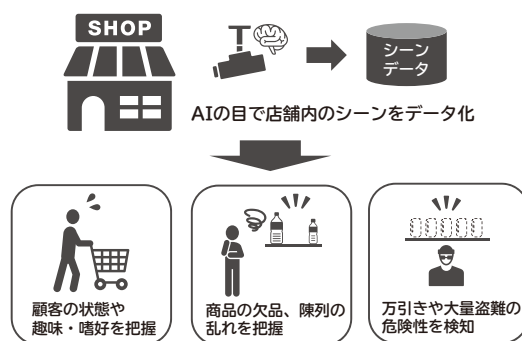 SHOP
シーン
データ
AIの目で店舗内のシーンをデータ化
顧客の状態や
趣味・嗜好を把握
商品の欠品、陳列の
乱れを把握
万引きや大量盗難の
危険性を検知